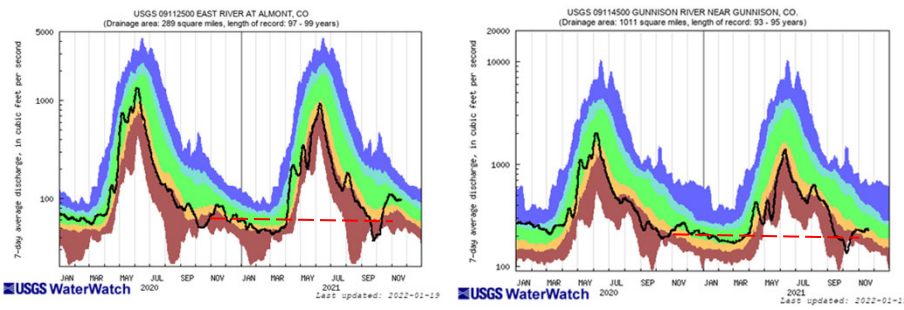 USGS 09112500 EAST RIVER AT ALMONT, CO
(Drainage area: 289 square miles, length of record: 97 - 99 years)
7-day average discharge, in cubic feet per second
5000
1000
100
JAN MAR MAY JUL SEP NOV JAN MAR MAY JUL SEP NOV
2020 2021
USGS WaterWatch
Last updated: 2022-01-19
USGS 09114500 GUNNISON RIVER NEAR GUNNISON, CO.
(Drainage area: 1011 square miles, length of record: 93 - 95 years)
7-day average discharge, in cubic feet per second
20000
10000
1000
100
JAN MAR MAY JUL SEP NOV JAN MAR MAY JUL SEP NOV
2020 2021
USGS WaterWatch
Last updated: 2022-01-1